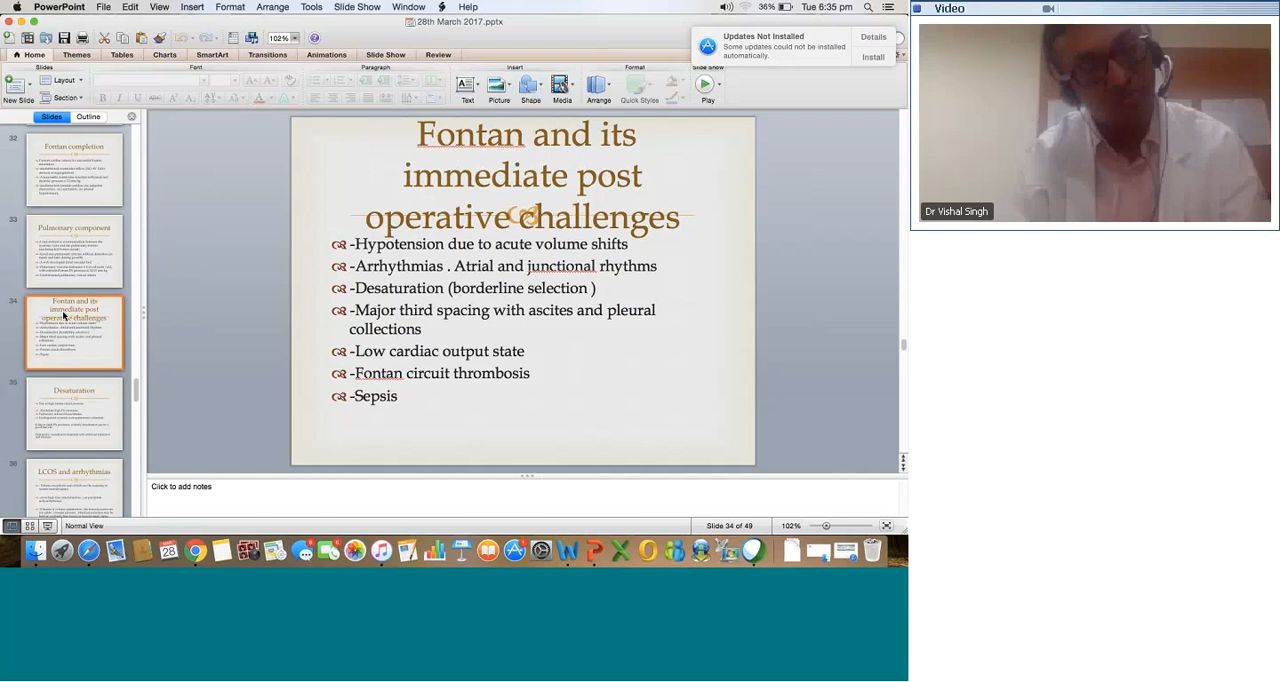 PowerPoint File Edit View Insert Format Arrange Tools Slide Show Window Help
36% Tue 6:35 pm
28th March 2017.pptx
102%
Updates Not Installed
Some updates could not be installed
automatically.
Details
Install
Home Themes Tables Charts SmartArt Transitions Animations Slide Show Review
Slides Font Paragraph Insert Format Slide Show
New Slide Layout Section
Text Picture Shape Media Arrange Quick Styles Play
Slides Outline
32
Fontan completion
33
Pulmonary component
34
Fontan and its
immediate post
operative challenges
35
Desaturation
36
LCOS and arrhythmias
Fontan and its
immediate post
operative challenges
-Hypotension due to acute volume shifts
-Arrhythmias . Atrial and junctional rhythms
-Desaturation (borderline selection )
-Major third spacing with ascites and pleural
collections
-Low cardiac output state
-Fontan circuit thrombosis
-Sepsis
Click to add notes
Normal View Slide 34 of 49 102%
Video
Dr Vishal Singh